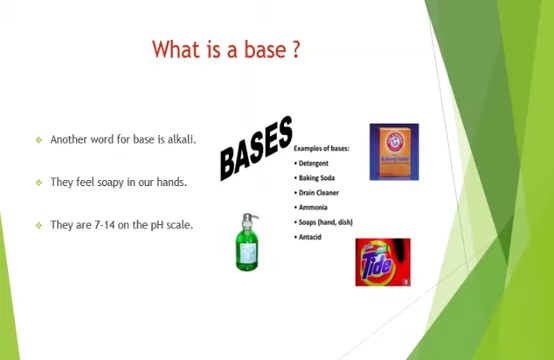 What is a base ?
❖ Another word for base is alkali.
❖ They feel soapy in our hands.
❖ They are 7-14 on the pH scale.
BASES
Examples of bases:
• Detergent
• Baking Soda
• Drain Cleaner
• Ammonia
• Soaps (hand, dish)
• Antacid
Baking Soda
Tide